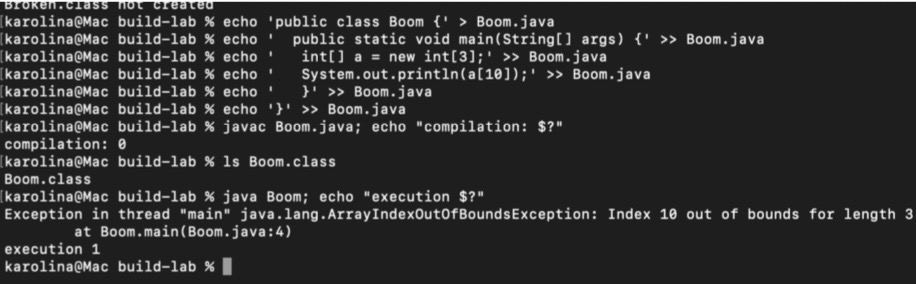 Broken.class not created
[karolina@Mac build-lab % echo 'public class Boom {' > Boom.java
[karolina@Mac build-lab % echo '  public static void main(String[] args) {' >> Boom.java
[karolina@Mac build-lab % echo '   int[] a = new int[3];' >> Boom.java
[karolina@Mac build-lab % echo '   System.out.println(a[10]);' >> Boom.java
[karolina@Mac build-lab % echo '   }' >> Boom.java
[karolina@Mac build-lab % echo '}' >> Boom.java
[karolina@Mac build-lab % javac Boom.java; echo "compilation: $?"
compilation: 0
[karolina@Mac build-lab % ls Boom.class
Boom.class
[karolina@Mac build-lab % java Boom; echo "execution $?"
Exception in thread "main" java.lang.ArrayIndexOutOfBoundsException: Index 10 out of bounds for length 3
        at Boom.main(Boom.java:4)
execution 1
karolina@Mac build-lab %